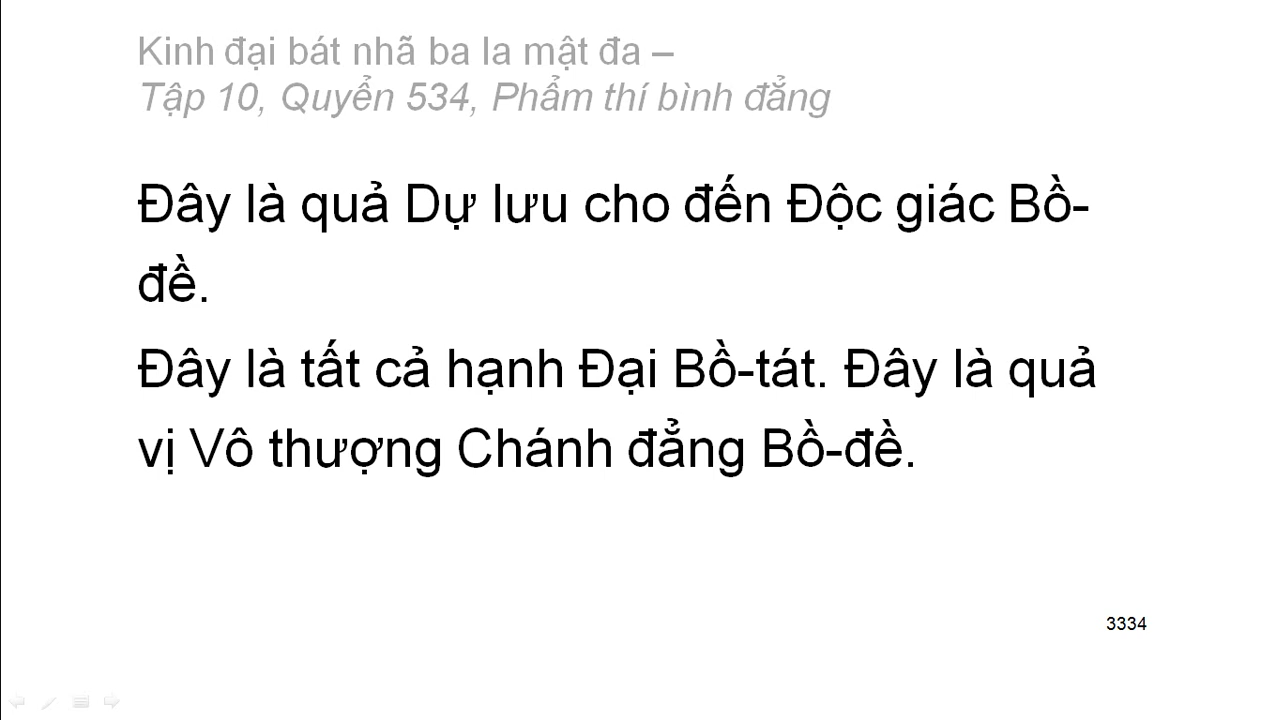 Kinh đại bát nhã ba la mật đa –
Tập 10, Quyển 534, Phẩm thí bình đẳng
Đây là quả Dự lưu cho đến Độc giác Bồ-
đề.
Đây là tất cả hạnh Đại Bồ-tát. Đây là quả
vị Vô thượng Chánh đẳng Bồ-đề.
3334